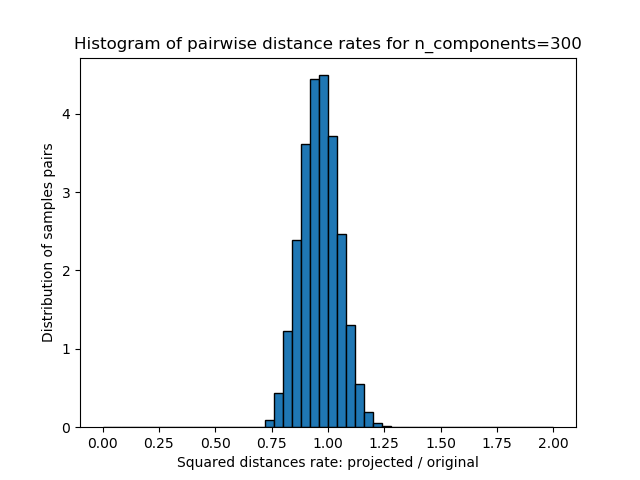 Histogram of pairwise distance rates for n_components=300
Distribution of samples pairs
4
3
2
1
0
0.00 0.25 0.50 0.75 1.00 1.25 1.50 1.75 2.00
Squared distances rate: projected / original